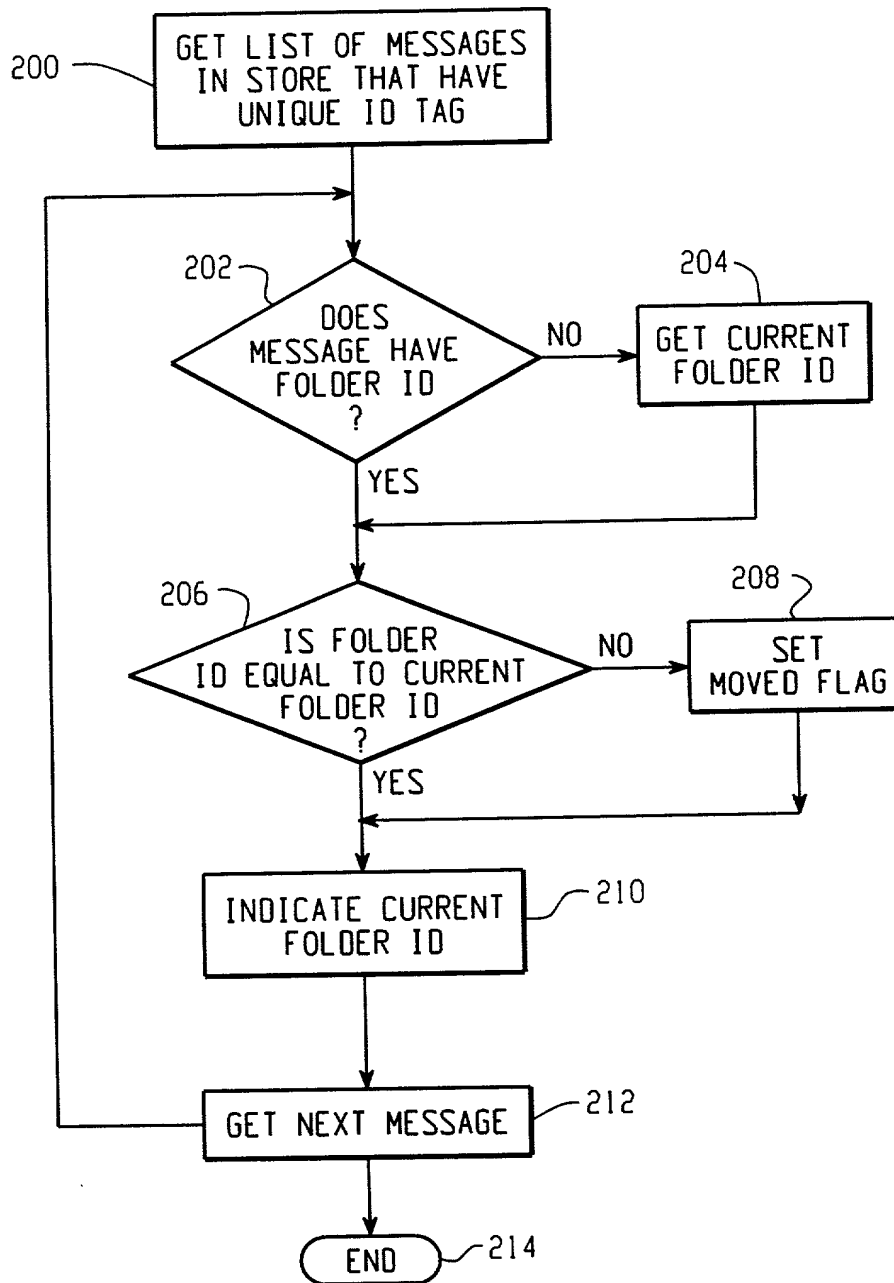 200
GET LIST OF MESSAGES
IN STORE THAT HAVE
UNIQUE ID TAG
202
DOES
MESSAGE HAVE
FOLDER ID
?
NO
204
GET CURRENT
FOLDER ID
YES
206
IS FOLDER
ID EQUAL TO CURRENT
FOLDER ID
?
NO
208
SET
MOVED FLAG
YES
INDICATE CURRENT
FOLDER ID
210
GET NEXT MESSAGE
212
END
214